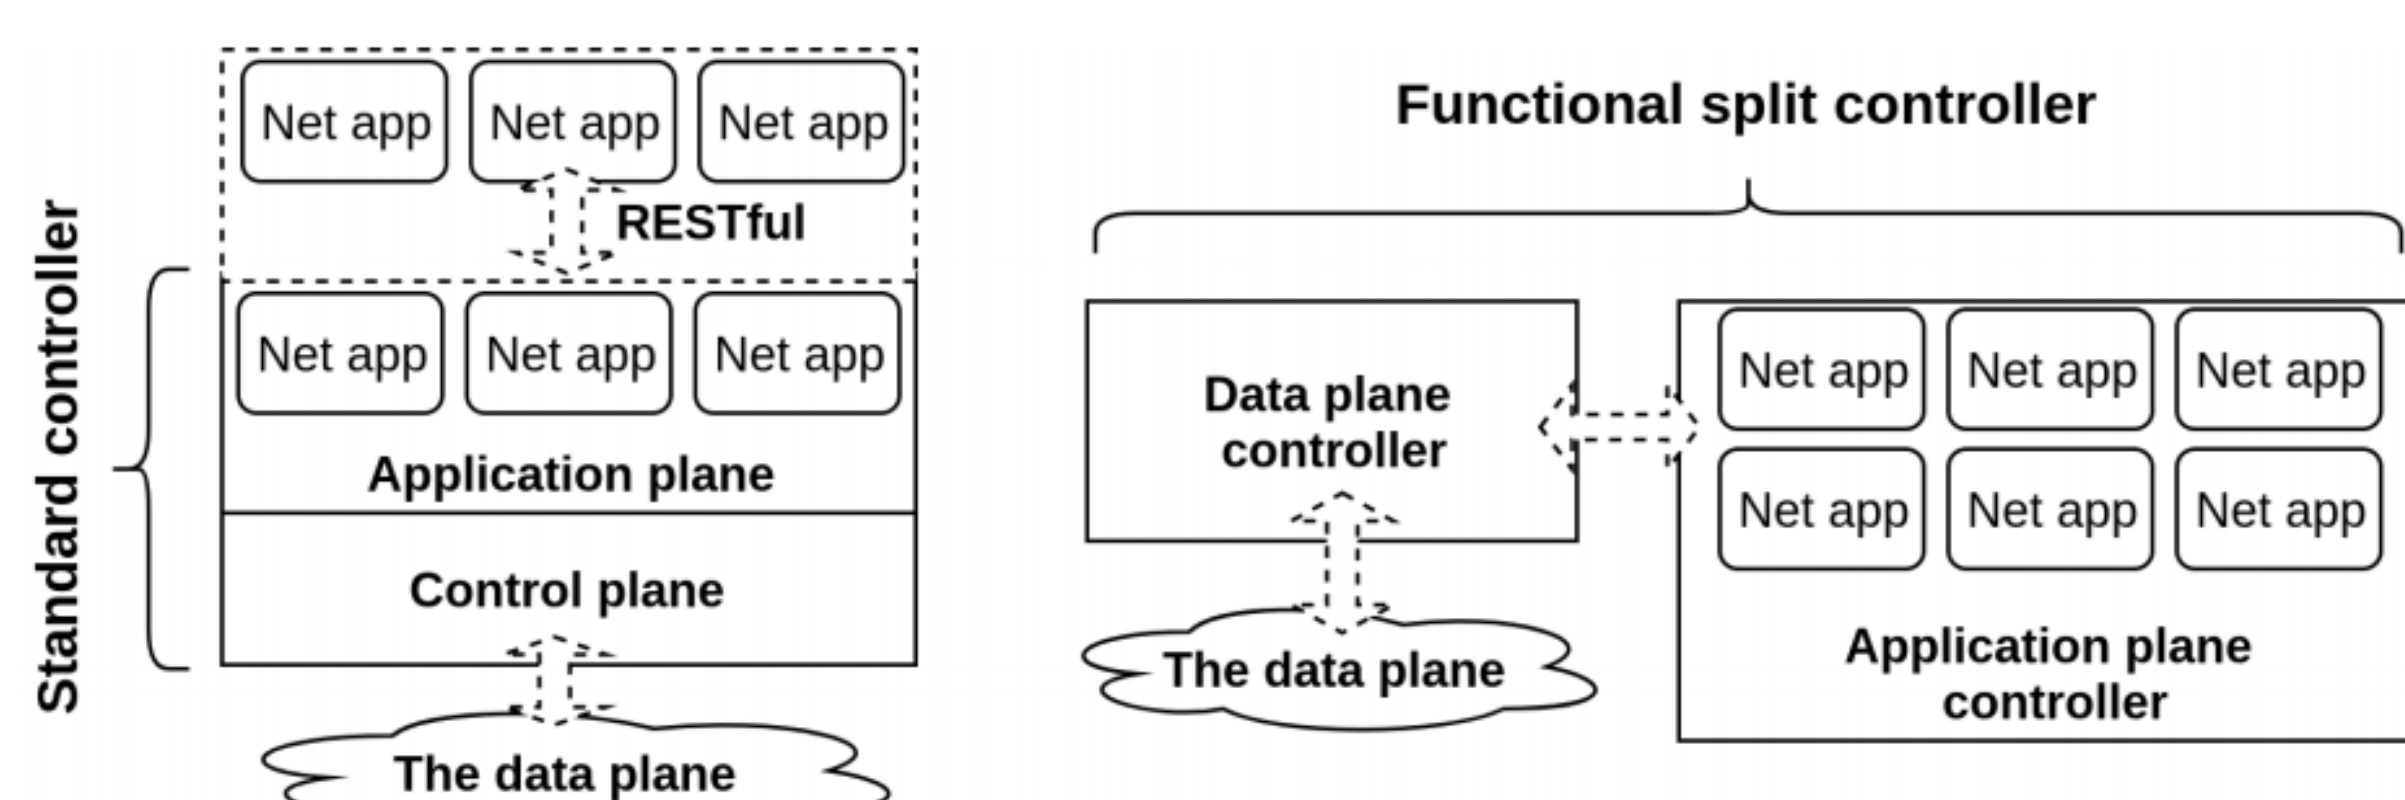 Standard controller
Net app Net app Net app
RESTful
Net app Net app Net app
Application plane
Control plane
The data plane
Functional split controller
Data plane
controller
The data plane
Net app Net app Net app
Net app Net app Net app
Application plane
controller